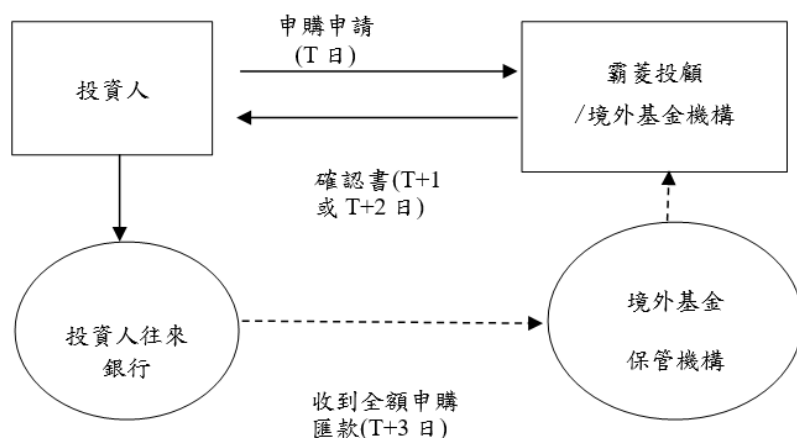 申購申請
(T 日)
投資人
霸菱投顧
/境外基金機構
確認書(T+1
或 T+2 日)
投資人往來
銀行
境外基金
保管機構
收到全額申購
匯款(T+3 日)